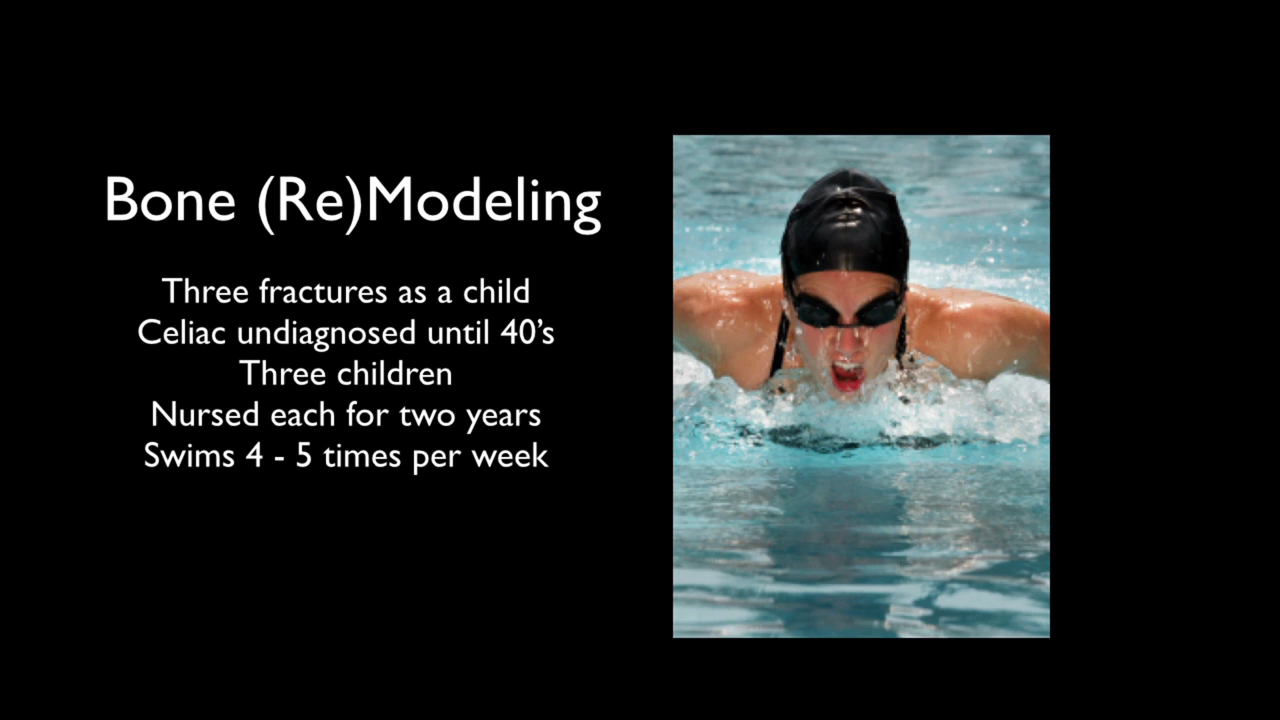 Bone (Re)Modeling
Three fractures as a child
Celiac undiagnosed until 40's
Three children
Nursed each for two years
Swims 4 - 5 times per week